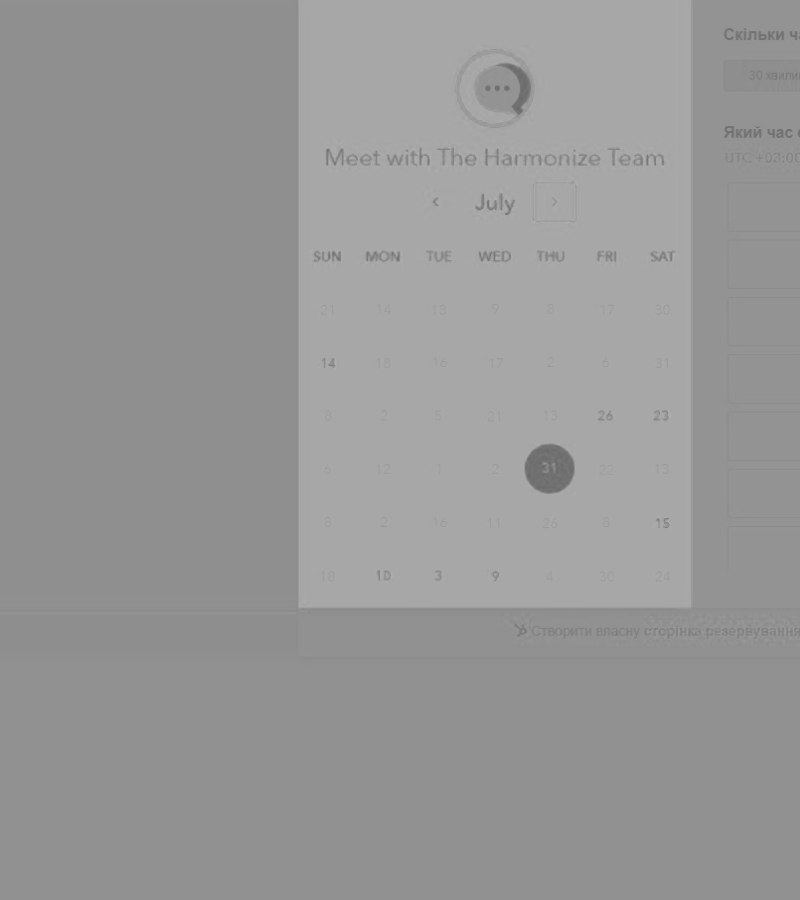 Meet with The Harmonize Team
‹ July ›
SUN MON TUE WED THU FRI SAT
21 14 18 9 8 17 30
14 18 16 17 2 6 31
6 2 5 21 13 26 23
6 12 1 2 31 22 13
8 2 16 11 26 8 15
15 10 3 9 4 30 24
Скільки
30
Який час
UTC +03:00
Створити власну сторінка резервування